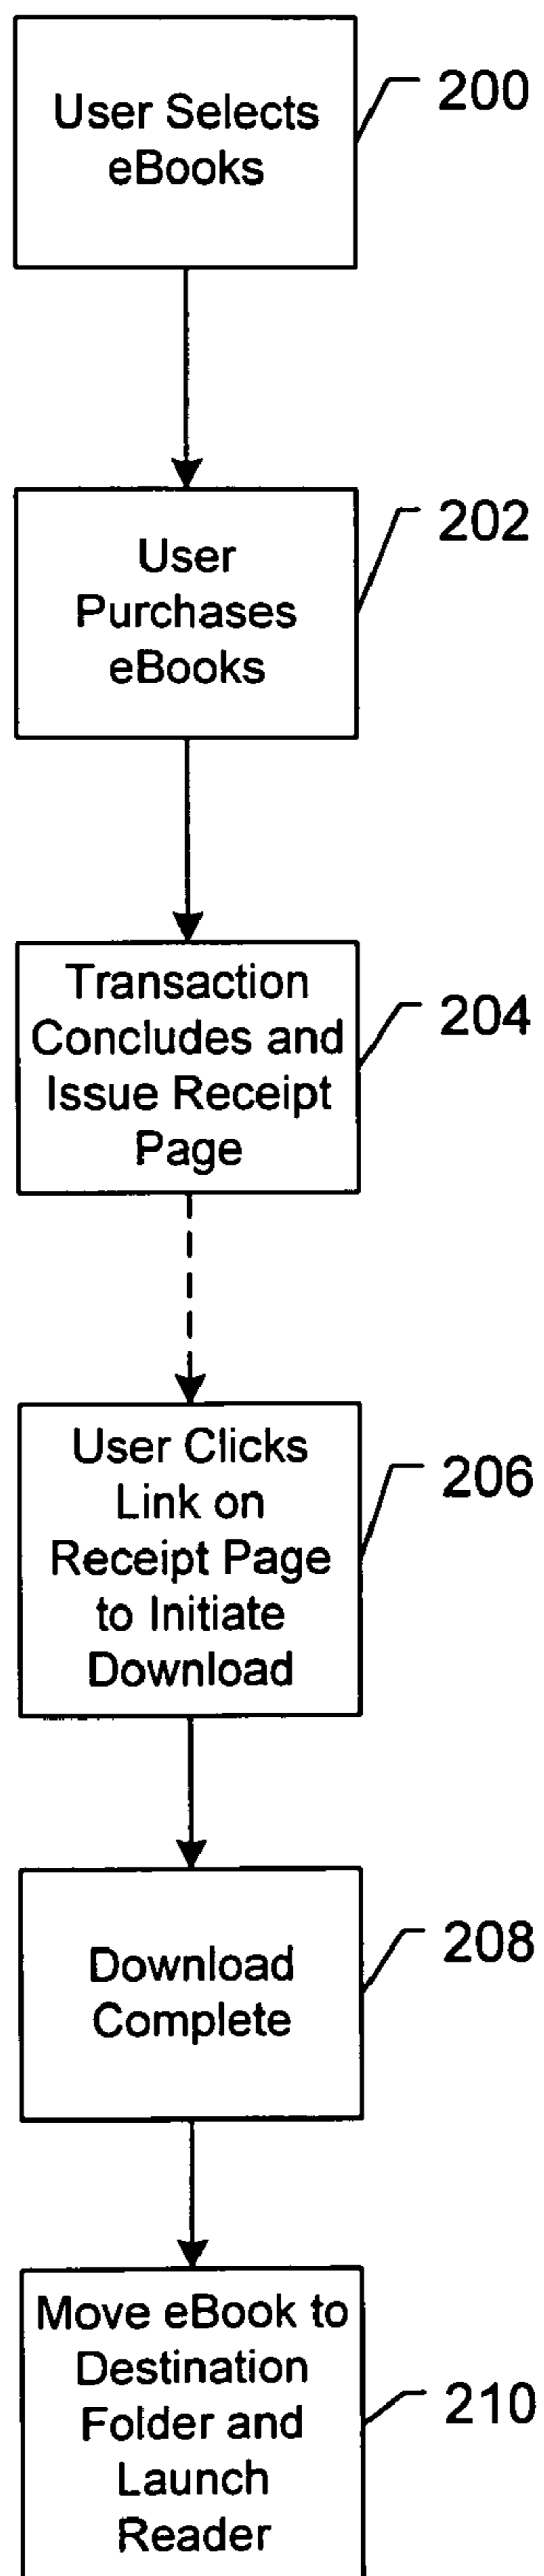 User Selects
eBooks
200
User
Purchases
eBooks
202
Transaction
Concludes and
Issue Receipt
Page
204
User Clicks
Link on
Receipt Page
to Initiate
Download
206
Download
Complete
208
Move eBook to
Destination
Folder and
Launch
Reader
210